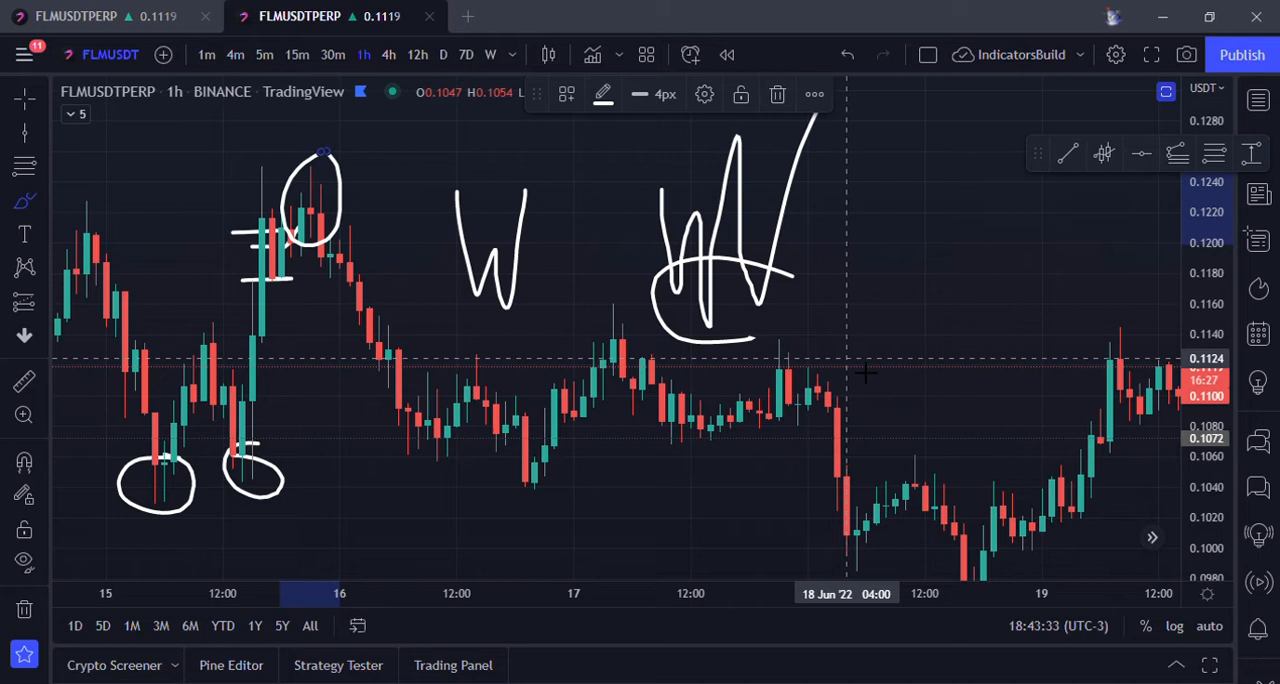 FLMUSDTPERP ▲ 0.1119 × FLMUSDTPERP ▲ 0.1119 × +
11 FLMUSDT 1m 4m 5m 15m 30m 1h 4h 12h D 7D W IndicatorsBuild Publish
FLMUSDTPERP · 1h · BINANCE · TradingView O0.1047 H0.1054 L 4px USDT
5
0.1280
0.1240
0.1220
0.1200
0.1180
0.1160
0.1140
0.1124
16:27
0.1100
0.1080
0.1072
0.1060
0.1040
0.1020
0.1000
0.0980
W
15 12:00 16 12:00 17 12:00 18 Jun '22 04:00 12:00 19 12:00
1D 5D 1M 3M 6M YTD 1Y 5Y All 18:43:33 (UTC-3) % log auto
Crypto Screener Pine Editor Strategy Tester Trading Panel